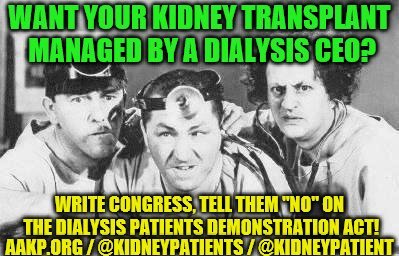 WANT YOUR KIDNEY TRANSPLANT
MANAGED BY A DIALYSIS CEO?
WRITE CONGRESS, TELL THEM "NO" ON
THE DIALYSIS PATIENTS DEMONSTRATION ACT!
AAKP.ORG / @KIDNEYPATIENTS / @KIDNEYPATIENT